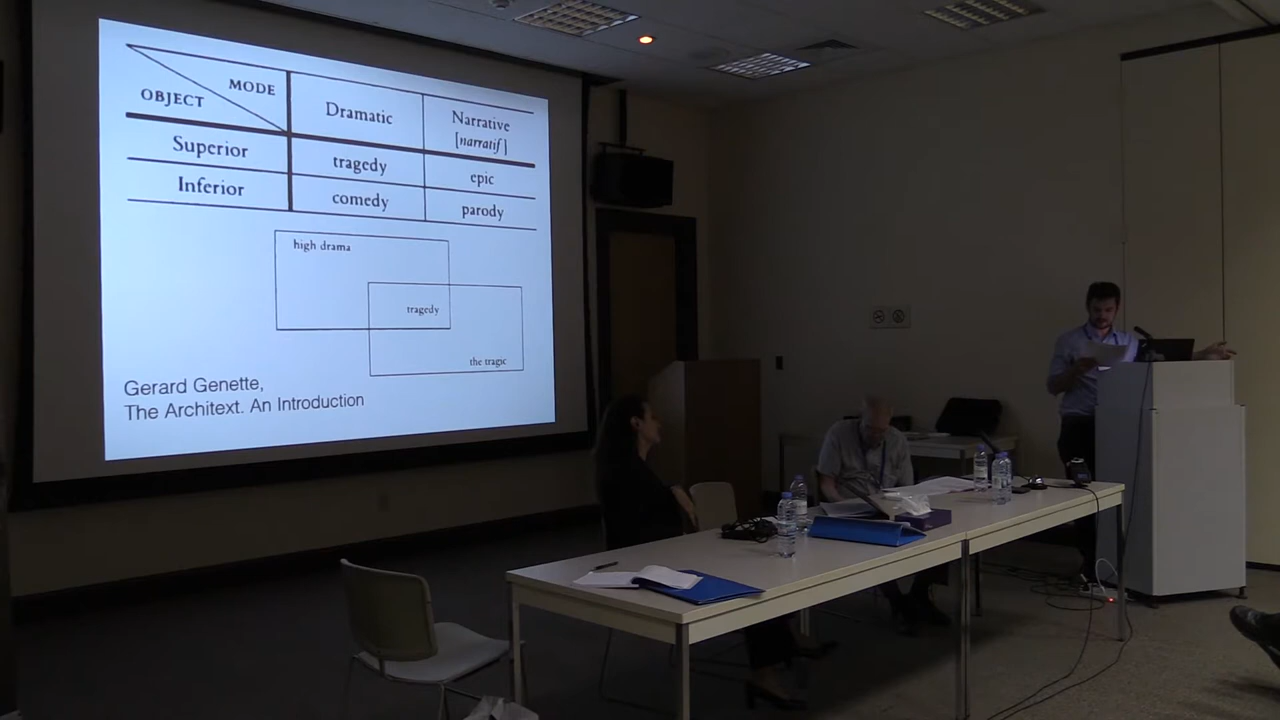 MODE
OBJECT
Dramatic
Narrative
[narratif]
Superior
tragedy
epic
Inferior
comedy
parody
high drama
tragedy
the tragic
Gerard Genette,
The Architext. An Introduction